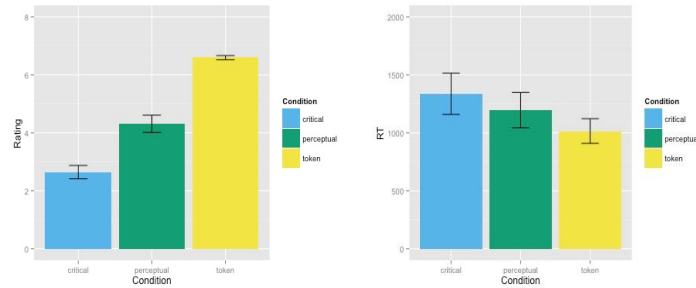 8
6
4
2
0
Rating
critical
perceptual
token
Condition
Condition
critical
perceptual
token
2000
1500
1000
500
0
RT
critical
perceptual
token
Condition
Condition
critical
perceptual
token